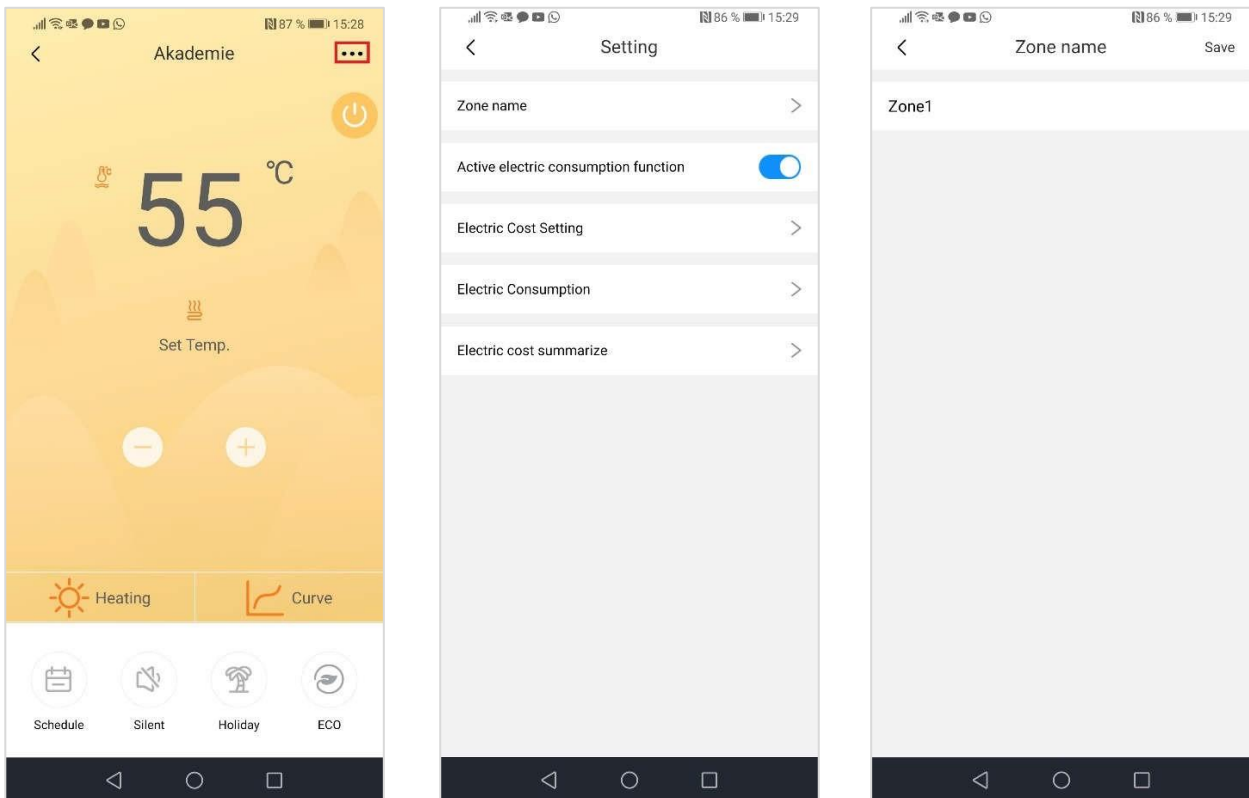 87 % 15:28
Akademie
55 °C
Set Temp.
Heating
Curve
Schedule
Silent
Holiday
ECO
86 % 15:29
Setting
Zone name
Active electric consumption function
Electric Cost Setting
Electric Consumption
Electric cost summarize
86 % 15:29
Zone name
Save
Zone1